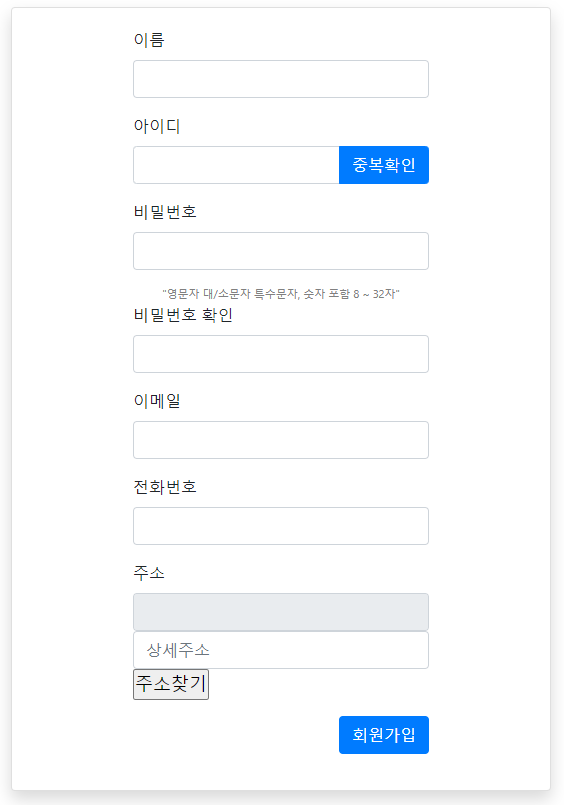 이름
아이디
중복확인
비밀번호
"영문자 대/소문자 특수문자, 숫자 포함 8 ~ 32자"
비밀번호 확인
이메일
전화번호
주소
상세주소
주소찾기
회원가입